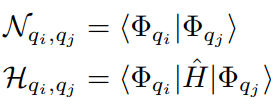 𝒩_{q_i,q_j} = ⟨Φ_{q_i}|Φ_{q_j}⟩
ℋ_{q_i,q_j} = ⟨Φ_{q_i}|Ĥ|Φ_{q_j}⟩